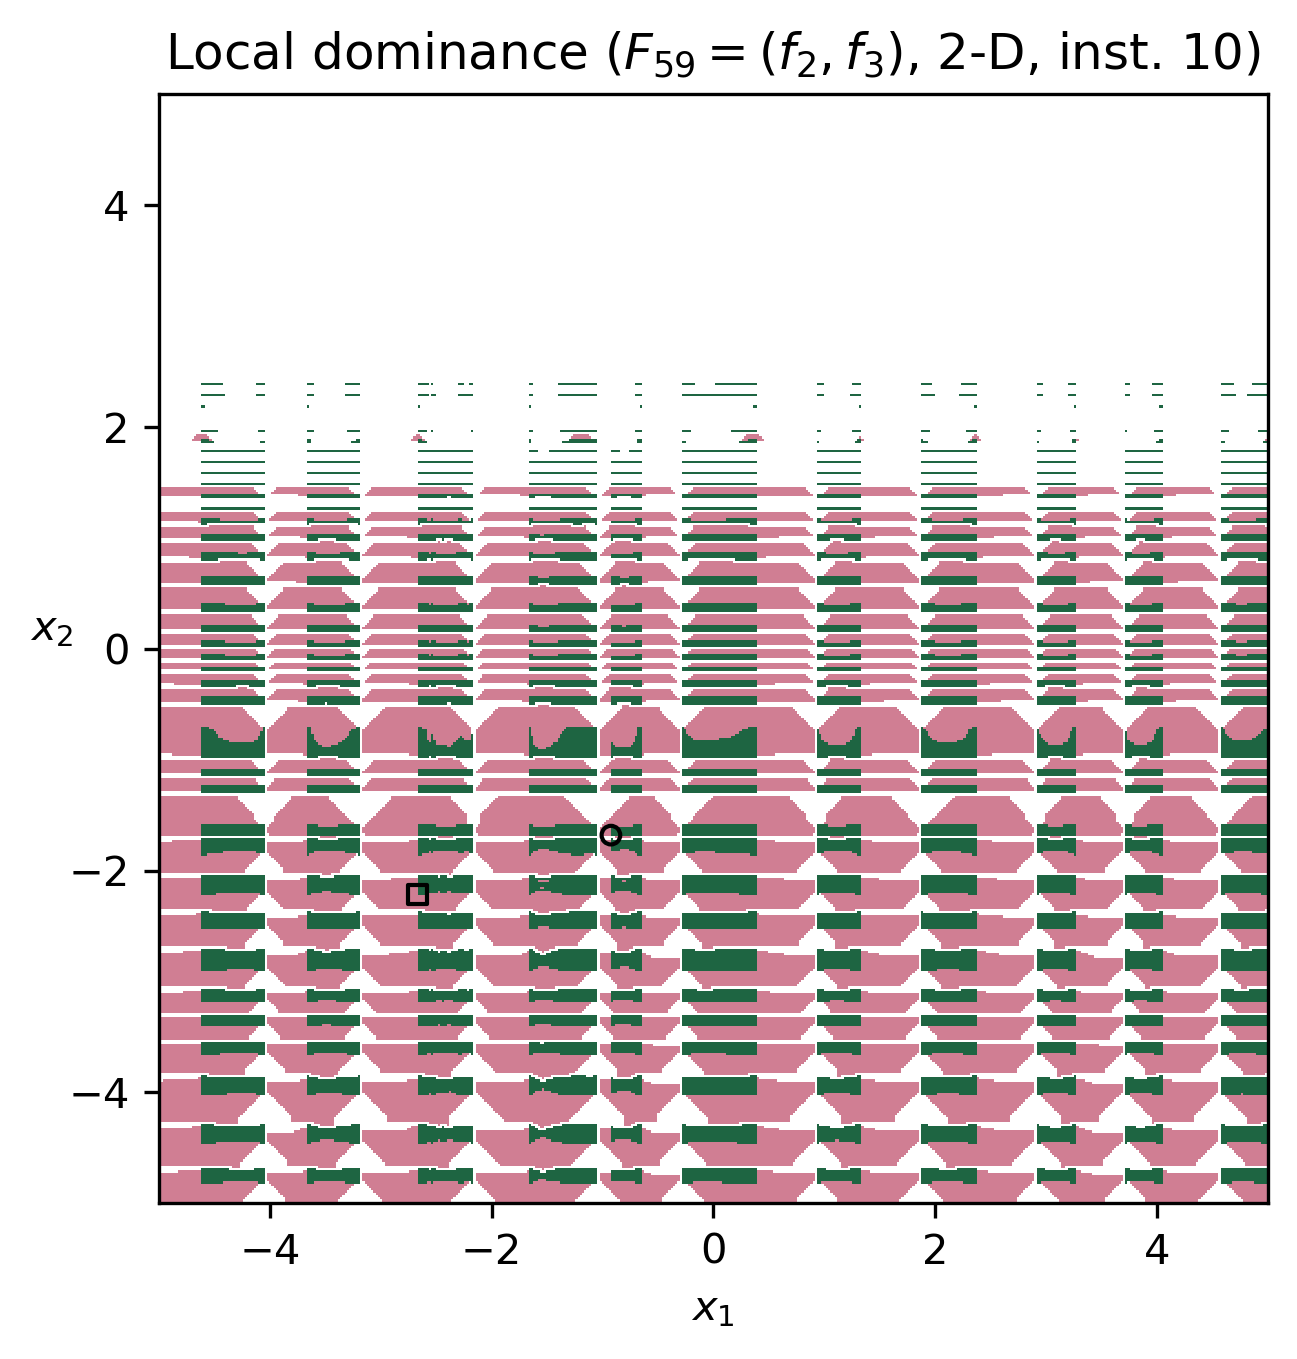 Local dominance (F₅₉ = (f₂, f₃), 2-D, inst. 10)
4
2
x₂
0
−2
−4
−4 −2 0 2 4
x₁